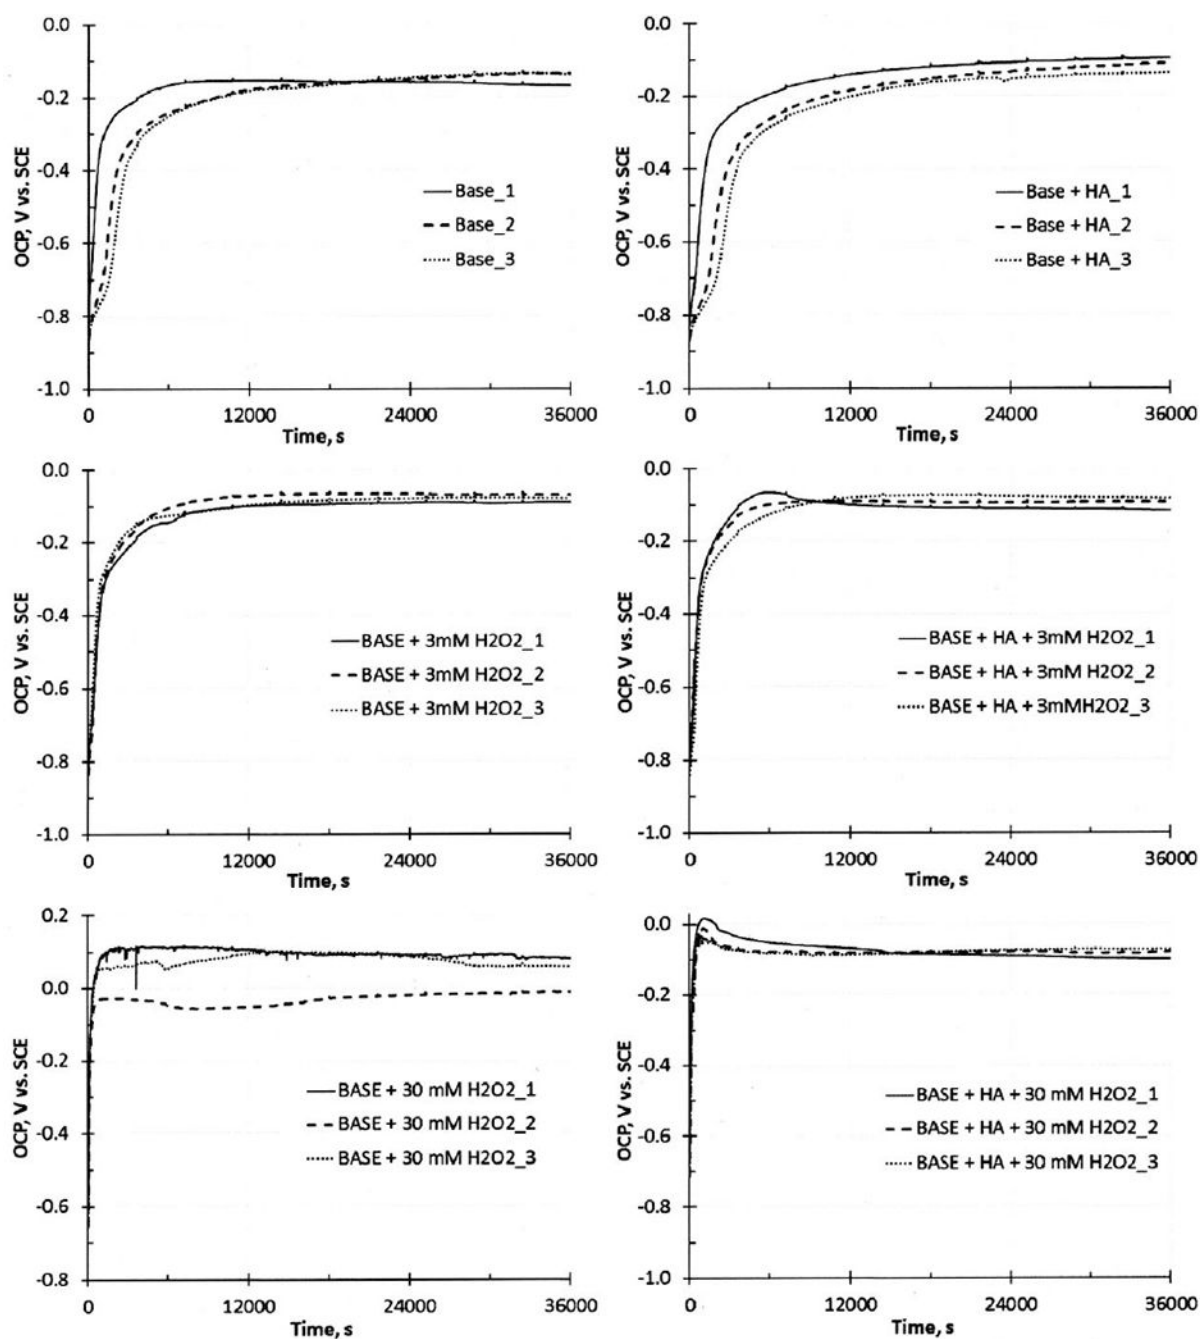 0.0
-0.2
-0.4
-0.6
-0.8
-1.0
OCP, V vs. SCE
Base_1
Base_2
Base_3
0 12000 24000 36000
Time, s
0.0
-0.2
-0.4
-0.6
-0.8
-1.0
OCP, V vs. SCE
Base + HA_1
Base + HA_2
Base + HA_3
0 12000 24000 36000
Time, s
0.0
-0.2
-0.4
-0.6
-0.8
-1.0
OCP, V vs. SCE
BASE + 3mM H2O2_1
BASE + 3mM H2O2_2
BASE + 3mM H2O2_3
0 12000 24000 36000
Time, s
0.0
-0.2
-0.4
-0.6
-0.8
-1.0
OCP, V vs. SCE
BASE + HA + 3mM H2O2_1
BASE + HA + 3mM H2O2_2
BASE + HA + 3mMH2O2_3
0 12000 24000 36000
Time, s
0.2
0.0
-0.2
-0.4
-0.6
-0.8
OCP, V vs. SCE
BASE + 30 mM H2O2_1
BASE + 30 mM H2O2_2
BASE + 30 mM H2O2_3
0 12000 24000 36000
Time, s
0.0
-0.2
-0.4
-0.6
-0.8
-1.0
OCP, V vs. SCE
BASE + HA + 30 mM H2O2_1
BASE + HA + 30 mM H2O2_2
BASE + HA + 30 mM H2O2_3
0 12000 24000 36000
Time, s